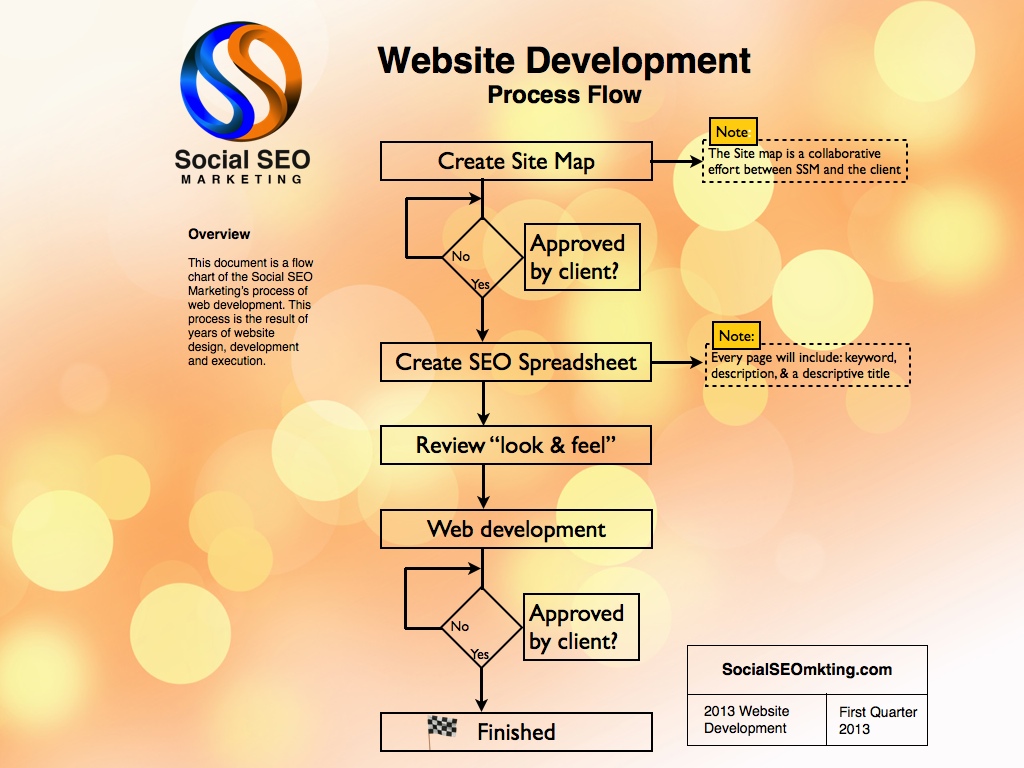 Social SEO
MARKETING
Website Development
Process Flow
Overview
This document is a flow
chart of the Social SEO
Marketing's process of
web development. This
process is the result of
years of website
design, development
and execution.
Create Site Map
Note:
The Site map is a collaborative
effort between SSM and the client
No
Yes
Approved
by client?
Create SEO Spreadsheet
Note:
Every page will include: keyword,
description, & a descriptive title
Review “look & feel”
Web development
No
Yes
Approved
by client?
Finished
SocialSEOmkting.com
2013 Website
Development
First Quarter
2013